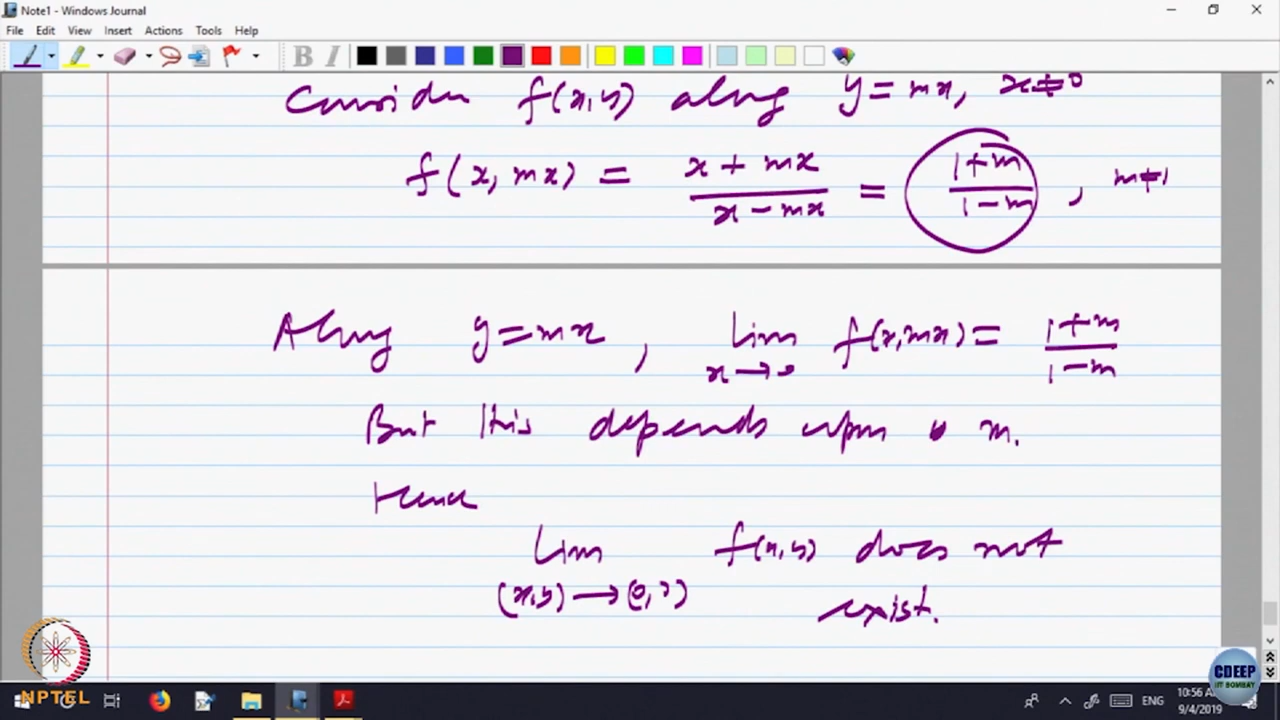 Note1 - Windows Journal
File Edit View Insert Actions Tools Help
Consider f(x,y) along y = mx, x≠0
f(x, mx) = x + mx / x - mx = 1+m / 1-m , m≠1
Along y = mx , lim x→0 f(x,mx) = 1+m / 1-m
But this depends upon m.
Hence
lim (x,y)→(0,0) f(x,y) does not
exist.
NPTEL
CDEEP
IIT BOMBAY
ENG
10:56 A
9/4/2019